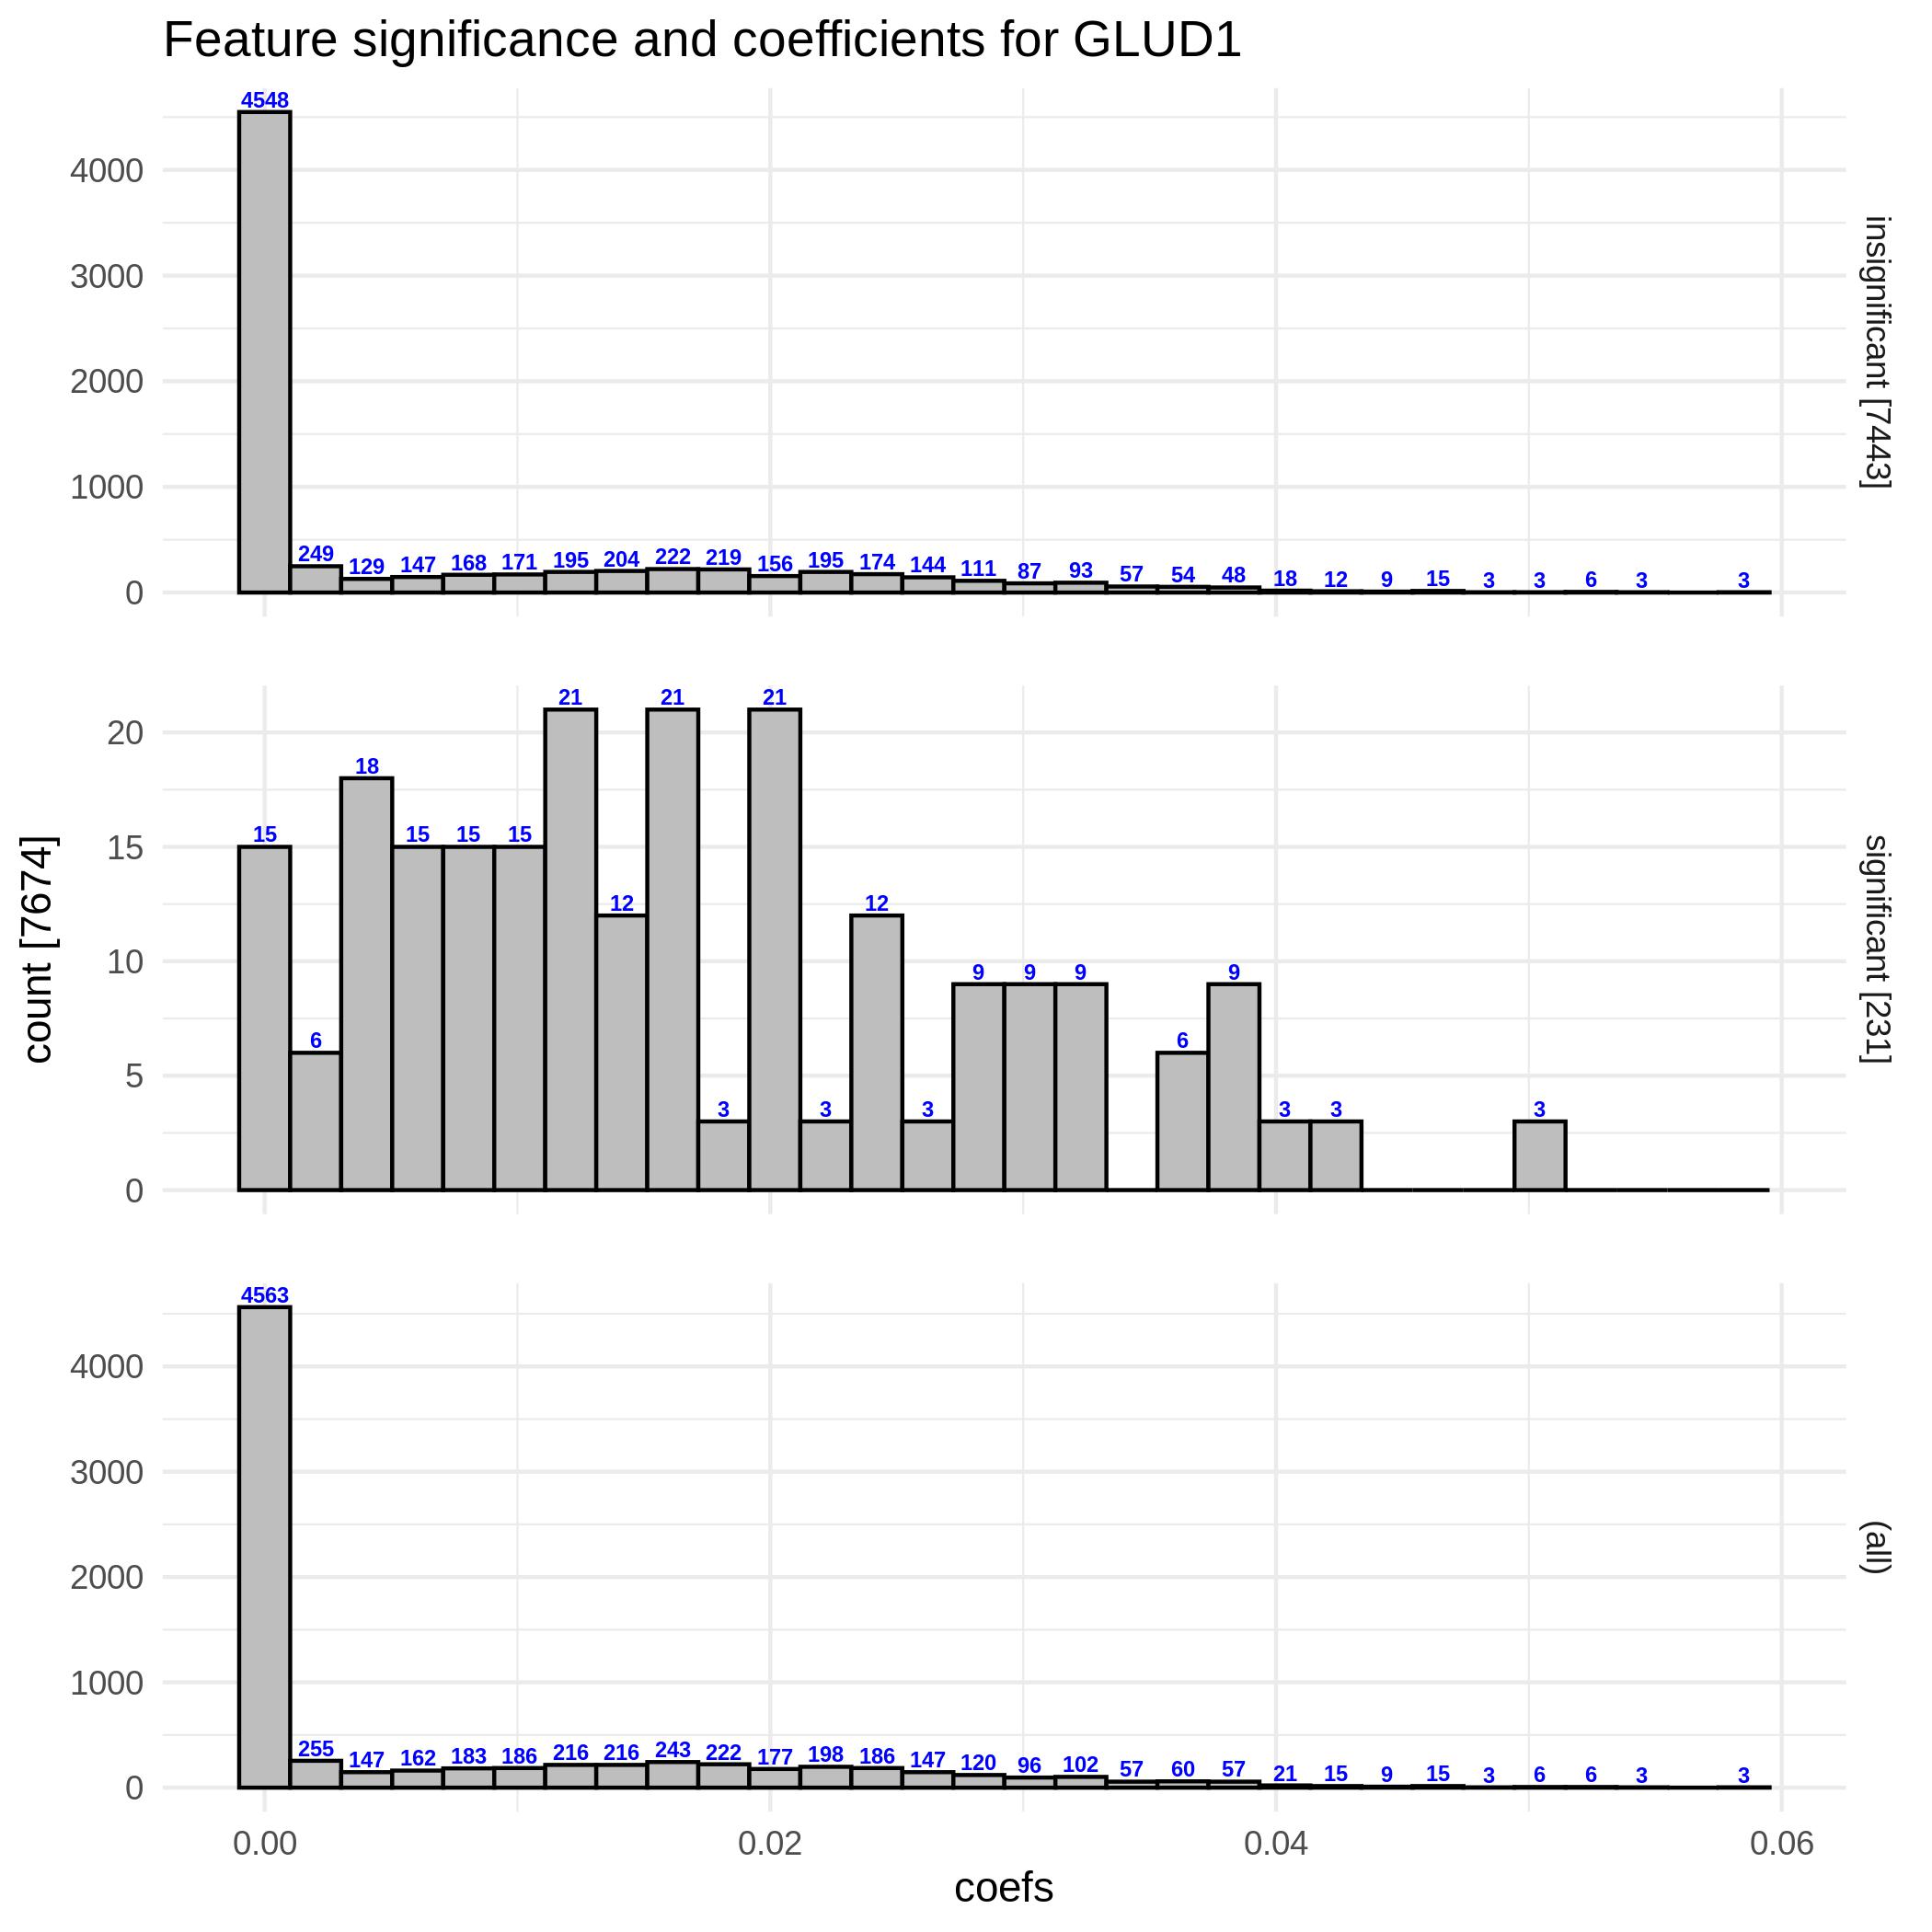 Feature significance and coefficients for GLUD1
4548
4000
3000
2000
1000
0
249 129 147 168 171 195 204 222 219 156 195 174 144 111 87 93 57 54 48 18 12 9 15 3 3 6 3 3
insignificant [7443]
count [7674]
20
15
10
5
0
15 6 18 15 15 15 21 12 21 3 21 3 12 3 9 9 9 6 9 3 3 3
significant [231]
4563
4000
3000
2000
1000
0
255 147 162 183 186 216 216 243 222 177 198 186 147 120 96 102 57 60 57 21 15 9 15 3 6 6 3 3
(all)
0.00 0.02 0.04 0.06
coefs